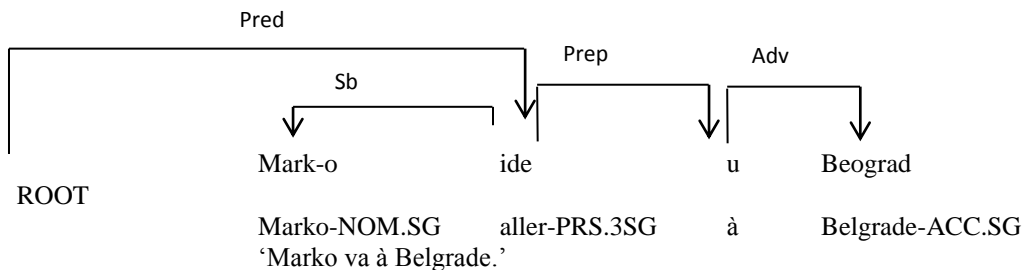 Pred
Prep Adv
Sb
Mark-o ide u Beograd
ROOT
Marko-NOM.SG aller-PRS.3SG à Belgrade-ACC.SG
‘Marko va à Belgrade.’